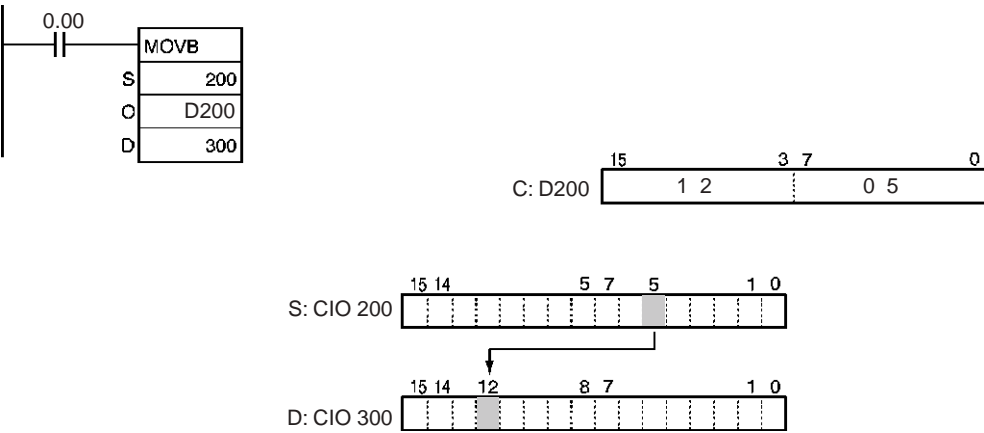 0.00
MOVB
S 200
O D200
D 300
15 3 7 0
C: D200 1 2 0 5
15 14 5 7 5 1 0
S: CIO 200
15 14 12 8 7 1 0
D: CIO 300